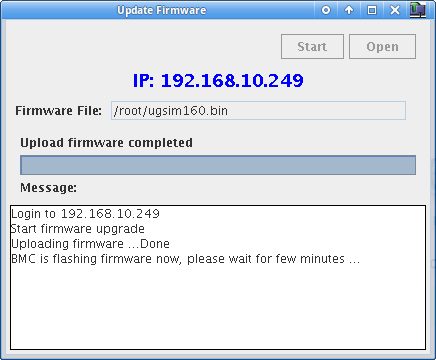 Update Firmware
Start Open
IP: 192.168.10.249
Firmware File: /root/ugsim160.bin
Upload firmware completed
Message:
Login to 192.168.10.249
Start firmware upgrade
Uploading firmware ...Done
BMC is flashing firmware now, please wait for few minutes ...